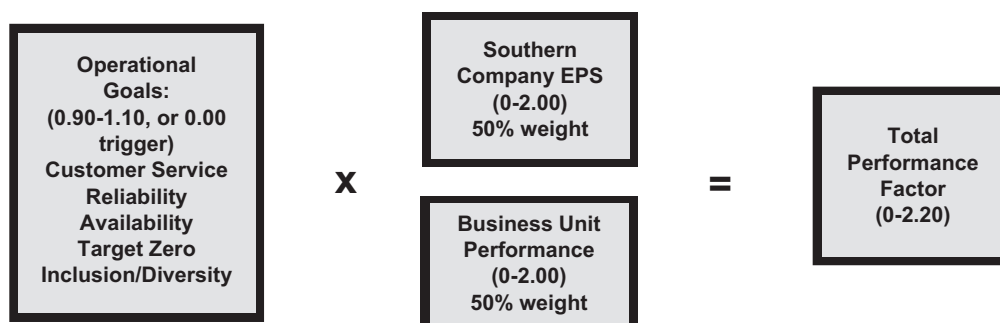 Operational
Goals:
(0.90-1.10, or 0.00
trigger)
Customer Service
Reliability
Availability
Target Zero
Inclusion/Diversity
x
Southern
Company EPS
(0-2.00)
50% weight
Business Unit
Performance
(0-2.00)
50% weight
=
Total
Performance
Factor
(0-2.20)